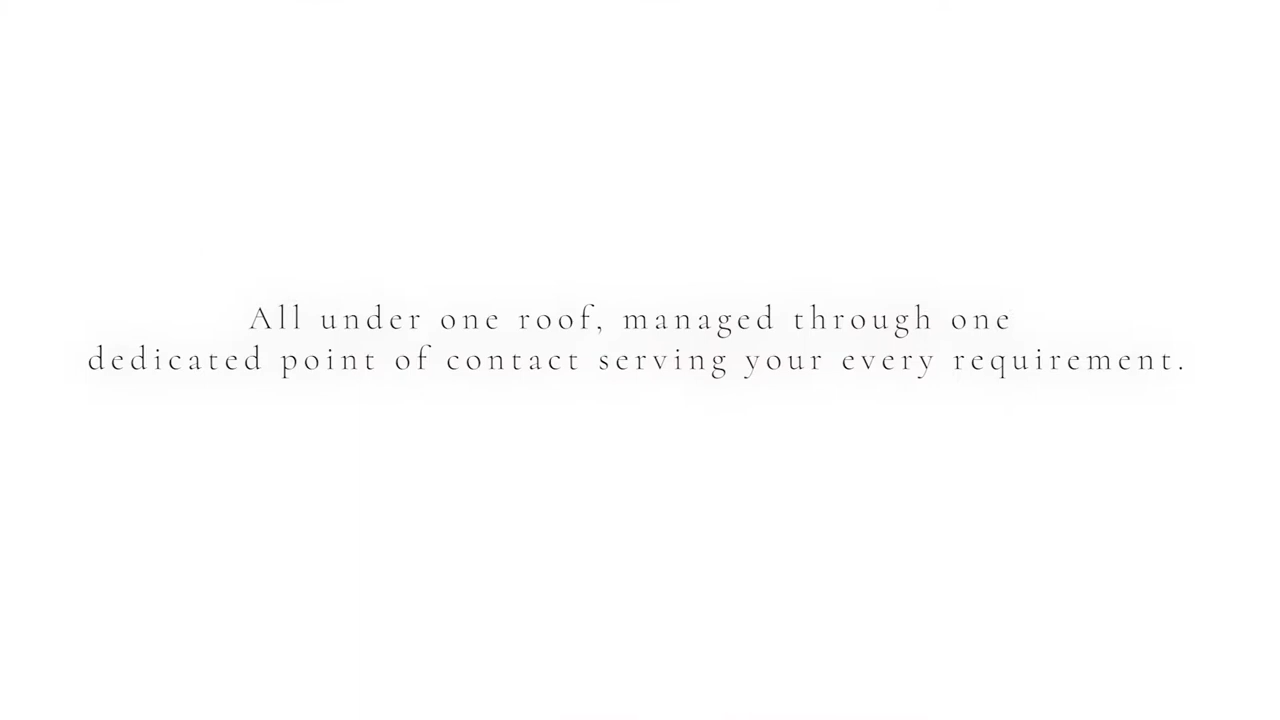 All under one roof, managed through one
dedicated point of contact serving your every requirement.